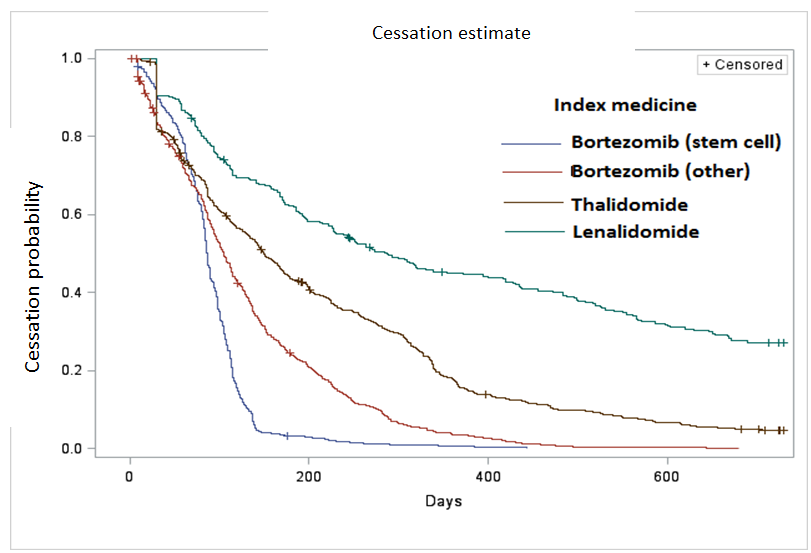 Cessation estimate
+ Censored
Index medicine
Bortezomib (stem cell)
Bortezomib (other)
Thalidomide
Lenalidomide
Cessation probability
1.0
0.8
0.6
0.4
0.2
0.0
0
200
400
600
Days